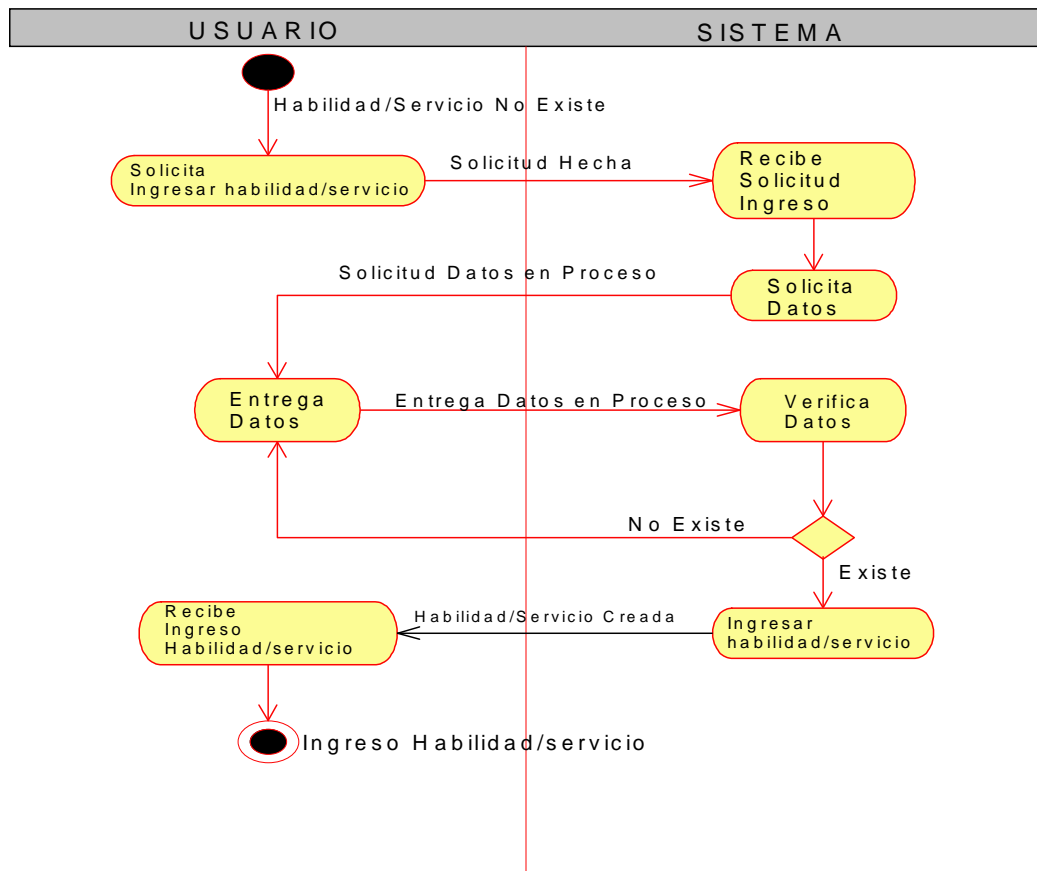 USUARIO
SISTEMA
Habilidad/Servicio No Existe
Solicita
Ingresar habilidad/servicio
Solicitud Hecha
Recibe
Solicitud
Ingreso
Solicitud Datos en Proceso
Solicita
Datos
Entrega
Datos
Entrega Datos en Proceso
Verifica
Datos
No Existe
Existe
Recibe
Ingreso
Habilidad/servicio
Habilidad/Servicio Creada
Ingresar
habilidad/servicio
Ingreso Habilidad/servicio